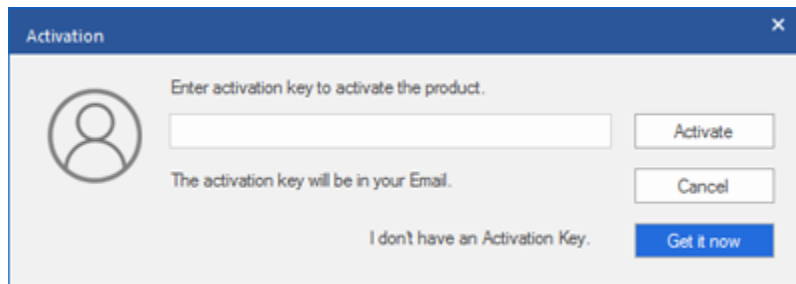 Activation
Enter activation key to activate the product.
Activate
The activation key will be in your Email.
Cancel
I don't have an Activation Key.
Get it now